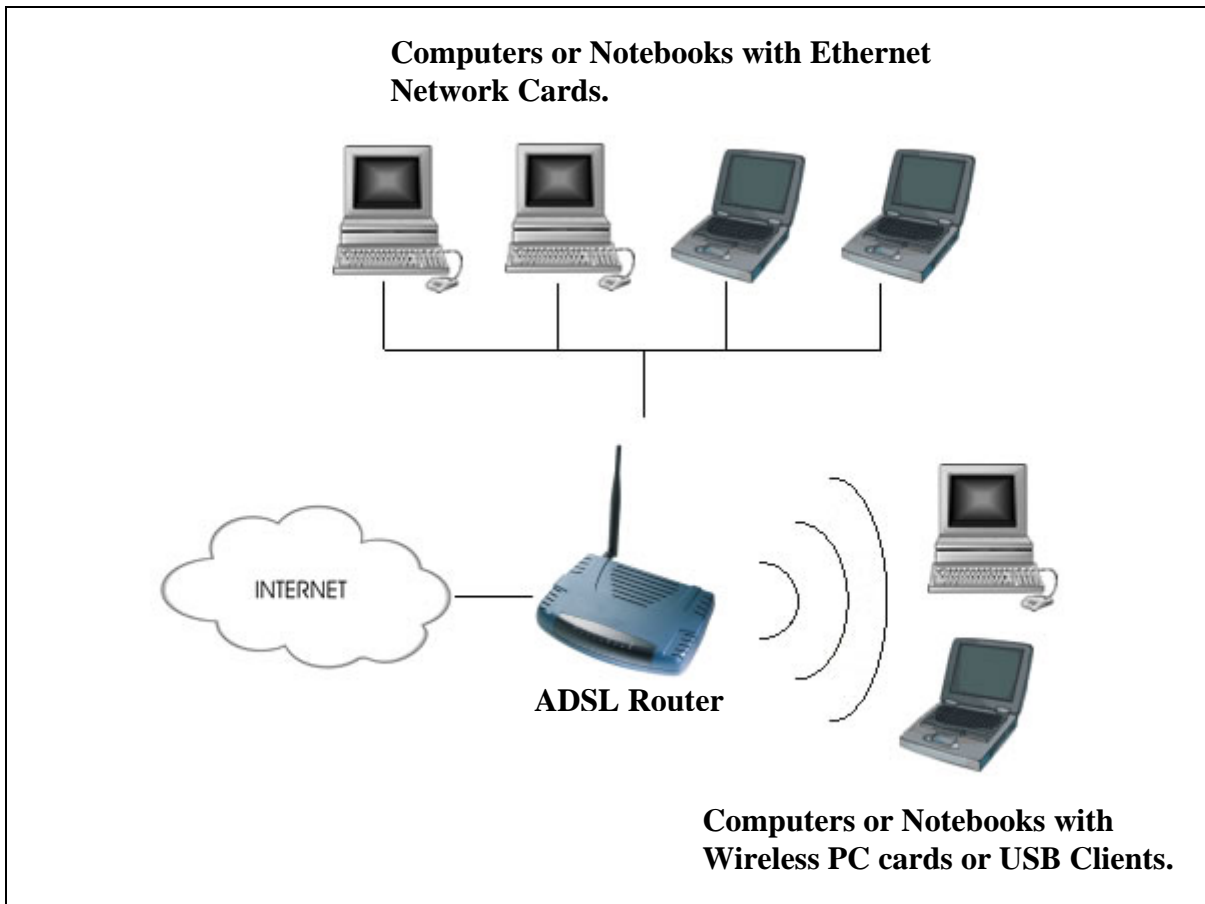 Computers or Notebooks with Ethernet
Network Cards.
INTERNET
ADSL Router
Computers or Notebooks with
Wireless PC cards or USB Clients.